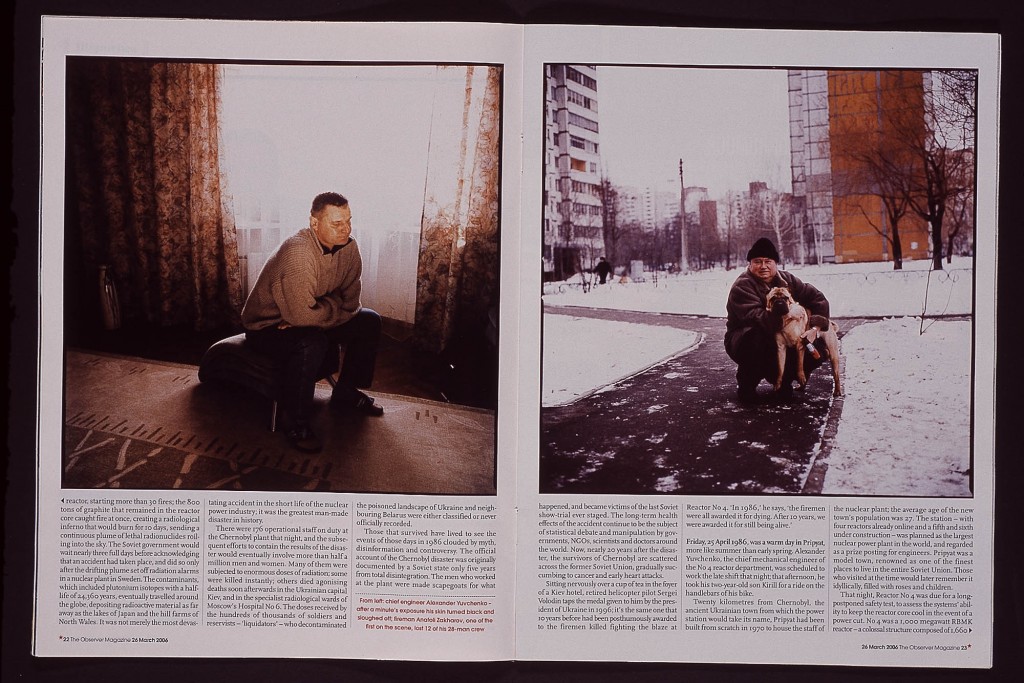 ◀ reactor, starting more than 30 fires; the 800
tons of graphite that remained in the reactor
core caught fire at once, creating a radiological
inferno that would burn for 10 days, sending a
continuous plume of lethal radionuclides roil-
ing into the sky. The Soviet government would
wait nearly three full days before acknowledging
that an accident had taken place, and did so only
after the drifting plume set off radiation alarms
in a nuclear plant in Sweden. The contaminants,
which included plutonium isotopes with a half-
life of 24,360 years, eventually travelled around
the globe, depositing radioactive material as far
away as the lakes of Japan and the hill farms of
North Wales. It was not merely the most devas-
tating accident in the short life of the nuclear
power industry; it was the greatest man-made
disaster in history.
There were 176 operational staff on duty at
the Chernobyl plant that night, and the subse-
quent efforts to contain the results of the disas-
ter would eventually involve more than half a
million men and women. Many of them were
subjected to enormous doses of radiation; some
were killed instantly; others died agonising
deaths soon afterwards in the Ukrainian capital
Kiev, and in the specialist radiological wards of
Moscow's Hospital No 6. The doses received by
the hundreds of thousands of soldiers and
reservists – 'liquidators' – who decontaminated
the poisoned landscape of Ukraine and neigh-
bouring Belarus were either classified or never
officially recorded.
Those that survived have lived to see the
events of those days in 1986 clouded by myth,
disinformation and controversy. The official
account of the Chernobyl disaster was originally
documented by a Soviet state only five years
from total disintegration. The men who worked
at the plant were made scapegoats for what
From left: chief engineer Alexander Yuvchenko –
after a minute's exposure his skin turned black and
sloughed off; fireman Anatoli Zakharov, one of the
first on the scene, lost 12 of his 28-man crew
*22 The Observer Magazine 26 March 2006
happened, and became victims of the last Soviet
show-trial ever staged. The long-term health
effects of the accident continue to be the subject
of statistical debate and manipulation by gov-
ernments, NGOs, scientists and doctors around
the world. Now, nearly 20 years after the disas-
ter, the survivors of Chernobyl are scattered
across the former Soviet Union, gradually suc-
cumbing to cancer and early heart attacks.
Sitting nervously over a cup of tea in the foyer
of a Kiev hotel, retired helicopter pilot Sergei
Volodin taps the medal given to him by the pres-
ident of Ukraine in 1996; it's the same one that
10 years before had been posthumously awarded
to the firemen killed fighting the blaze at
Reactor No 4. 'In 1986,' he says, 'the firemen
were all awarded it for dying. After 10 years, we
were awarded it for still being alive.'
Friday, 25 April 1986, was a warm day in Pripyat,
more like summer than early spring. Alexander
Yuvchenko, the chief mechanical engineer of
the No 4 reactor department, was scheduled to
work the late shift that night; that afternoon, he
took his two-year-old son Kirill for a ride on the
handlebars of his bike.
Twenty kilometres from Chernobyl, the
ancient Ukrainian town from which the power
station would take its name, Pripyat had been
built from scratch in 1970 to house the staff of
the nuclear plant; the average age of the new
town's population was 27. The station – with
four reactors already online and a fifth and sixth
under construction – was planned as the largest
nuclear power plant in the world, and regarded
as a prize posting for engineers. Pripyat was a
model town, renowned as one of the finest
places to live in the entire Soviet Union. Those
who visited at the time would later remember it
idyllically, filled with roses and children.
That night, Reactor No 4 was due for a long-
postponed safety test, to assess the systems' abil-
ity to keep the reactor core cool in the event of a
power cut. No 4 was a 1,000 megawatt RBMK
reactor – a colossal structure composed of 1,660 ▶
26 March 2006 The Observer Magazine 23*